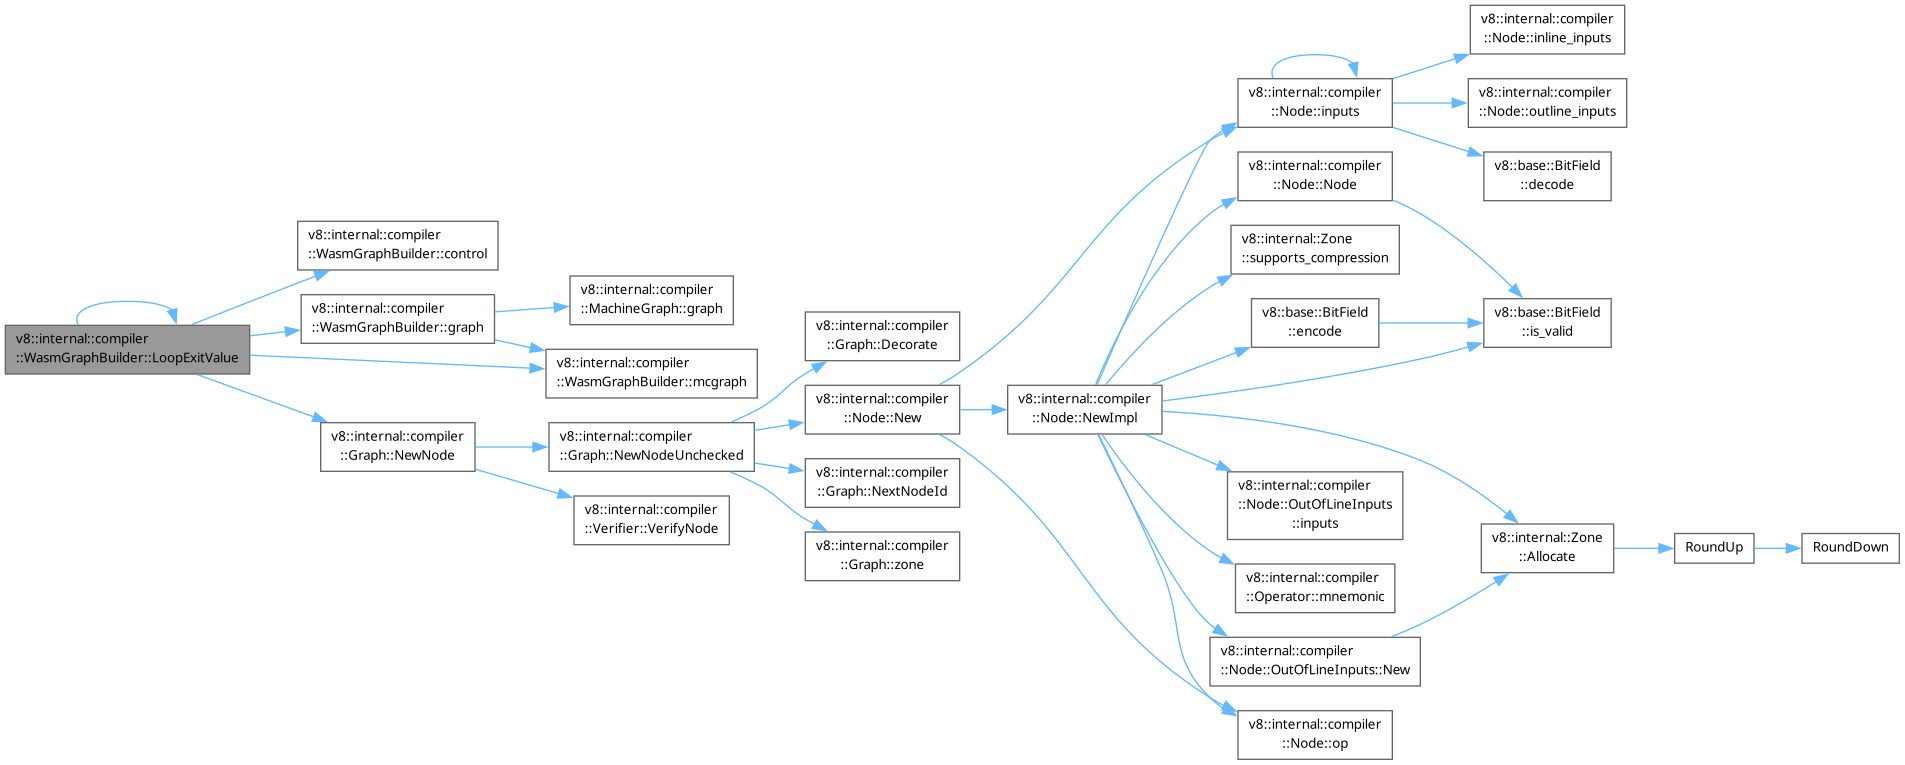 v8::internal::compiler
::WasmGraphBuilder::LoopExitValue
v8::internal::compiler
::WasmGraphBuilder::control
v8::internal::compiler
::WasmGraphBuilder::graph
v8::internal::compiler
::MachineGraph::graph
v8::internal::compiler
::WasmGraphBuilder::mcgraph
v8::internal::compiler
::Graph::NewNode
v8::internal::compiler
::Graph::NewNodeUnchecked
v8::internal::compiler
::Verifier::VerifyNode
v8::internal::compiler
::Graph::Decorate
v8::internal::compiler
::Node::New
v8::internal::compiler
::Graph::NextNodeId
v8::internal::compiler
::Graph::zone
v8::internal::compiler
::Node::NewImpl
v8::internal::compiler
::Node::inputs
v8::internal::compiler
::Node::Node
v8::internal::Zone
::supports_compression
v8::base::BitField
::encode
v8::internal::compiler
::Node::OutOfLineInputs
::inputs
v8::internal::compiler
::Operator::mnemonic
v8::internal::compiler
::Node::OutOfLineInputs::New
v8::internal::compiler
::Node::op
v8::internal::compiler
::Node::inline_inputs
v8::internal::compiler
::Node::outline_inputs
v8::base::BitField
::decode
v8::base::BitField
::is_valid
v8::internal::Zone
::Allocate
RoundUp
RoundDown